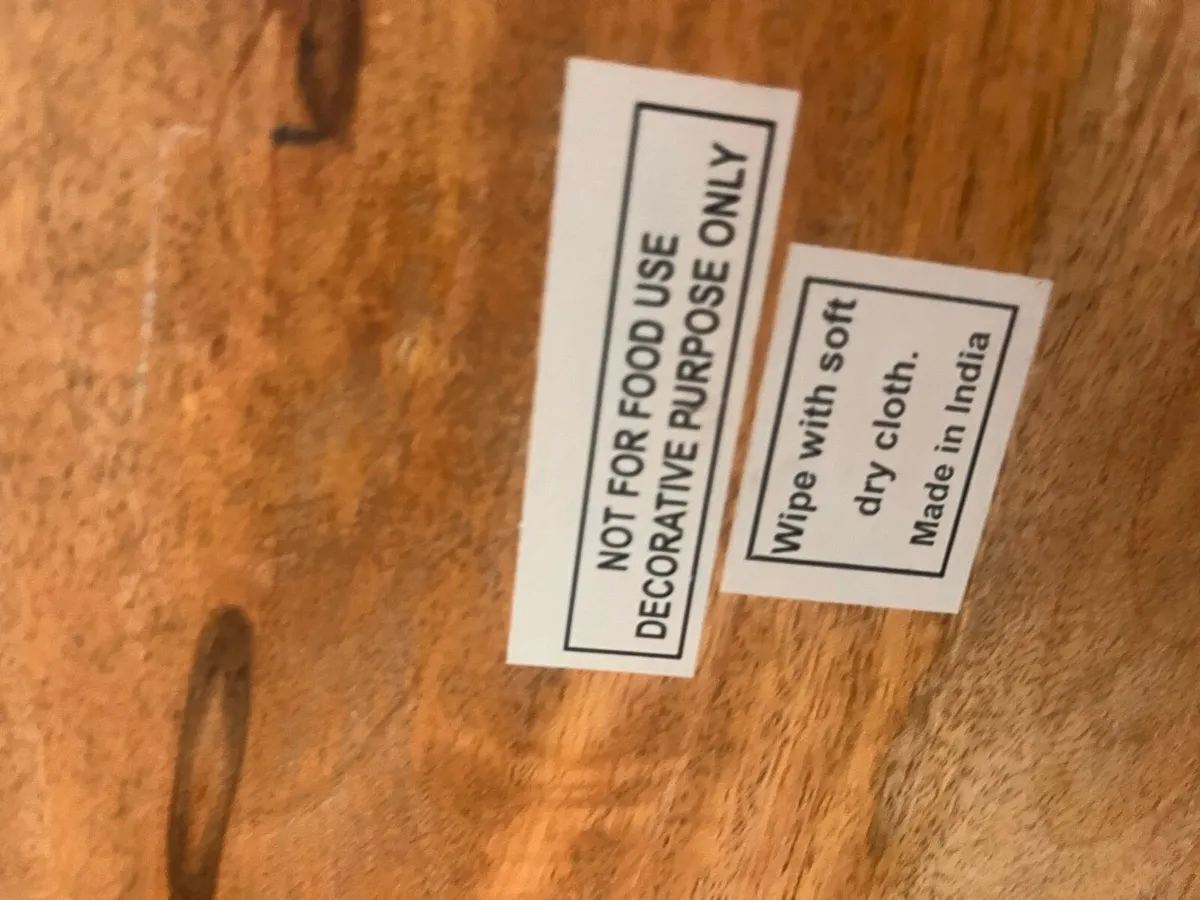 NOT FOR FOOD USE
DECORATIVE PURPOSE ONLY
Wipe with soft
dry cloth.
Made in India